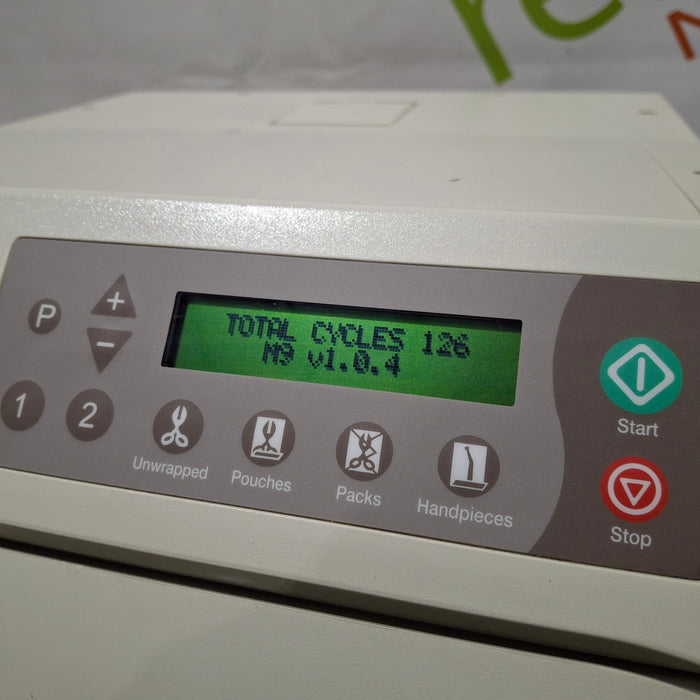 TOTAL CYCLES 126
M9 v1.0.4
P
+
−
1
2
Unwrapped
Pouches
Packs
Handpieces
Start
Stop